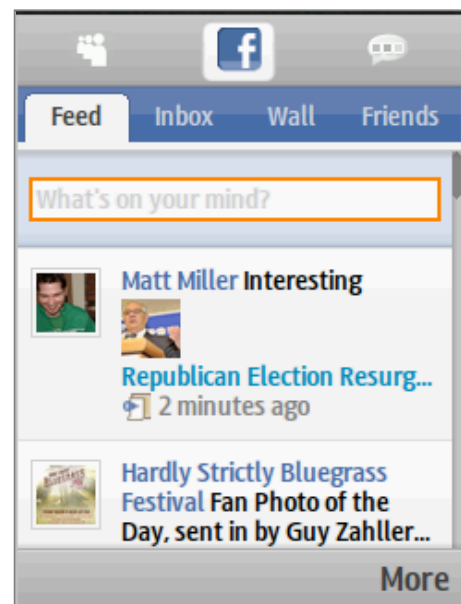 f
Feed Inbox Wall Friends
What's on your mind?
Matt Miller Interesting
Republican Election Resurg...
2 minutes ago
Hardly Strictly Bluegrass
Festival Fan Photo of the
Day, sent in by Guy Zahller...
More